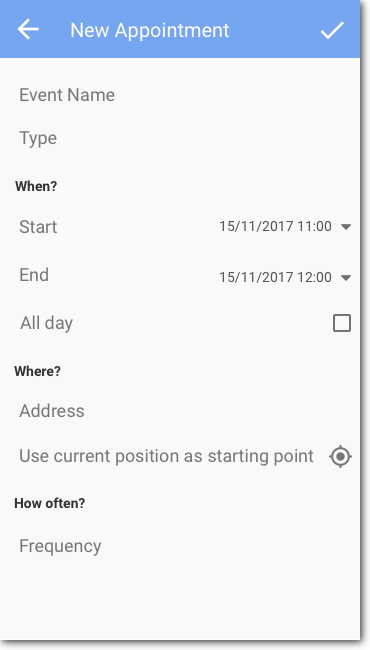 New Appointment
Event Name
Type
When?
Start 15/11/2017 11:00
End 15/11/2017 12:00
All day
Where?
Address
Use current position as starting point
How often?
Frequency